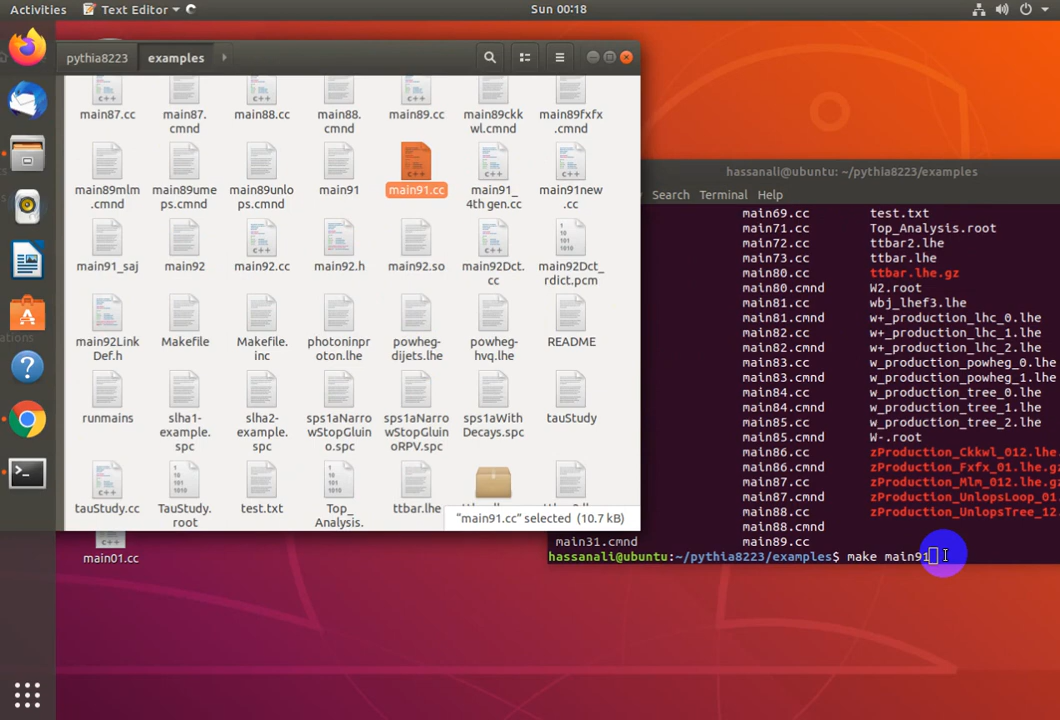 Activities Text Editor Sun 00:18
pythia8223 examples
main87.cc main87.cmnd main88.cc main88.cmnd main89.cc main89ckkwl.cmnd main89fxfx.cmnd
main89mlm.cmnd main89umeps.cmnd main89unlops.cmnd main91 main91.cc main91_4th gen.cc main91new.cc
main91_saj main92 main92.cc main92.h main92.so main92Dct.cc main92Dct_rdict.pcm
main92LinkDef.h Makefile Makefile.inc photoninproton.lhe powheg-dijets.lhe powheg-hvq.lhe README
runmains slha1-example.spc slha2-example.spc sps1aNarrowStopGluino.spc sps1aNarrowStopGluinoRPV.spc sps1aWithDecays.spc tauStudy
tauStudy.cc TauStudy.root test.txt Top_Analysis. ttbar.lhe
"main91.cc" selected (10.7 kB)
main01.cc
hassanali@ubuntu: ~/pythia8223/examples
Search Terminal Help
main69.cc test.txt
main71.cc Top_Analysis.root
main72.cc ttbar2.lhe
main73.cc ttbar.lhe
main80.cc ttbar.lhe.gz
main80.cmnd W2.root
main81.cc wbj_lhef3.lhe
main81.cmnd w+_production_lhc_0.lhe
main82.cc w+_production_lhc_1.lhe
main82.cmnd w+_production_lhc_2.lhe
main83.cc w_production_powheg_0.lhe
main83.cmnd w_production_powheg_1.lhe
main84.cc w_production_tree_0.lhe
main84.cmnd w_production_tree_1.lhe
main85.cc w_production_tree_2.lhe
main85.cmnd W-.root
main86.cc zProduction_Ckkwl_012.lhe.
main86.cmnd zProduction_Fxfx_01.lhe.g
main87.cc zProduction_Mlm_012.lhe.gz
main87.cmnd zProduction_UnlopsLoop_01
main88.cc zProduction_UnlopsTree_12
main88.cmnd
main31.cmnd main89.cc
hassanali@ubuntu:~/pythia8223/examples$ make main91